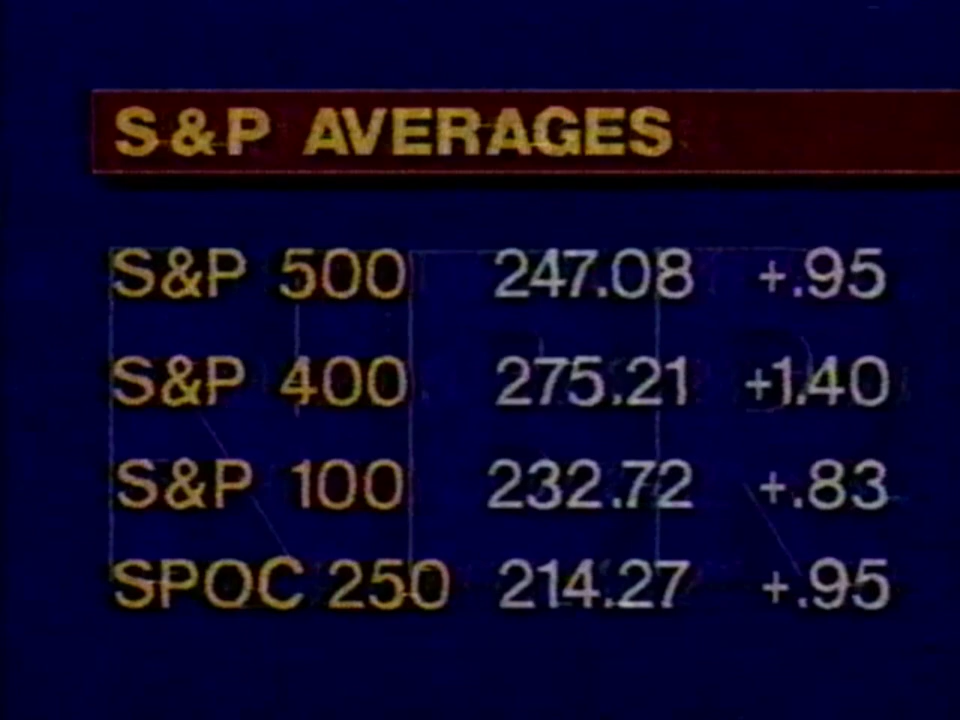 S&P AVERAGES
S&P 500 247.08 +.95
S&P 400 275.21 +1.40
S&P 100 232.72 +.83
SPOC 250 214.27 +.95